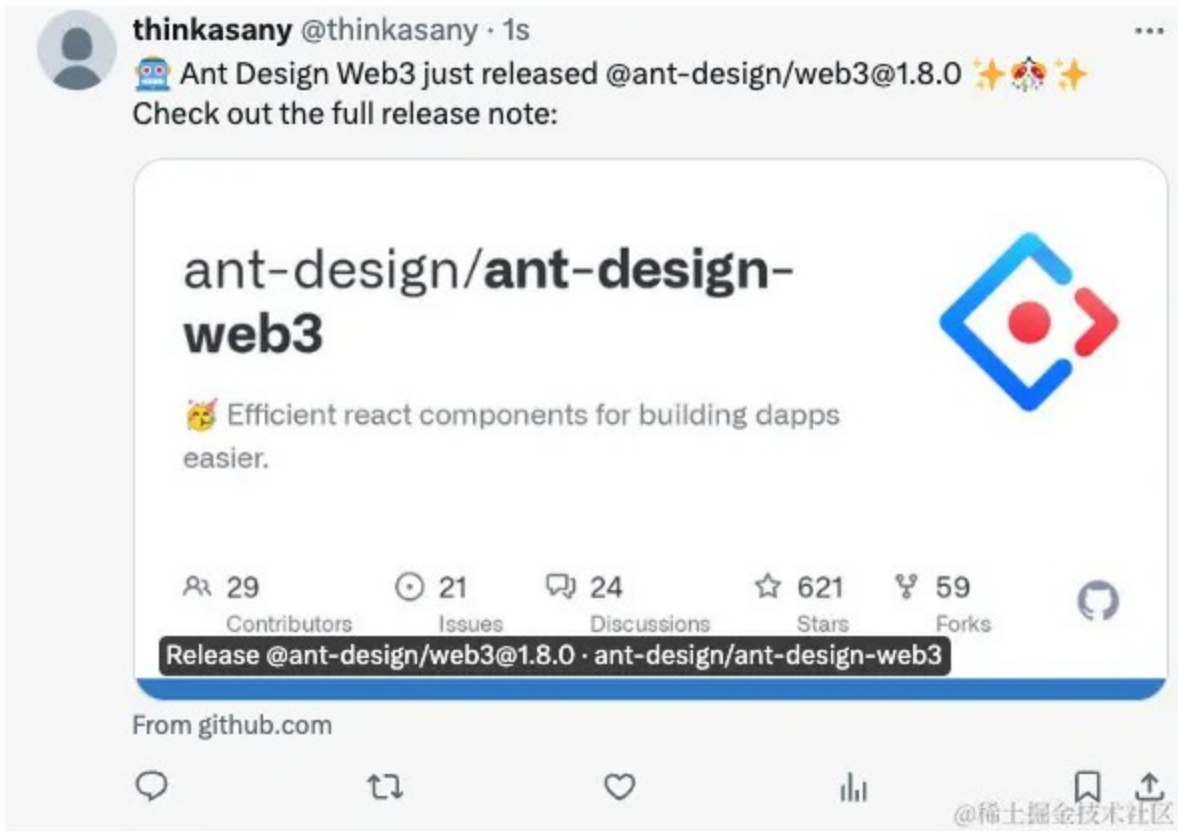 thinkasany @thinkasany · 1s
🤖 Ant Design Web3 just released @ant-design/web3@1.8.0 ✨🎊✨
Check out the full release note:
ant-design/ant-design-
web3
🥳 Efficient react components for building dapps
easier.
29 21 24 621 59
Contributors Issues Discussions Stars Forks
Release @ant-design/web3@1.8.0 · ant-design/ant-design-web3
From github.com
@稀土掘金技术社区